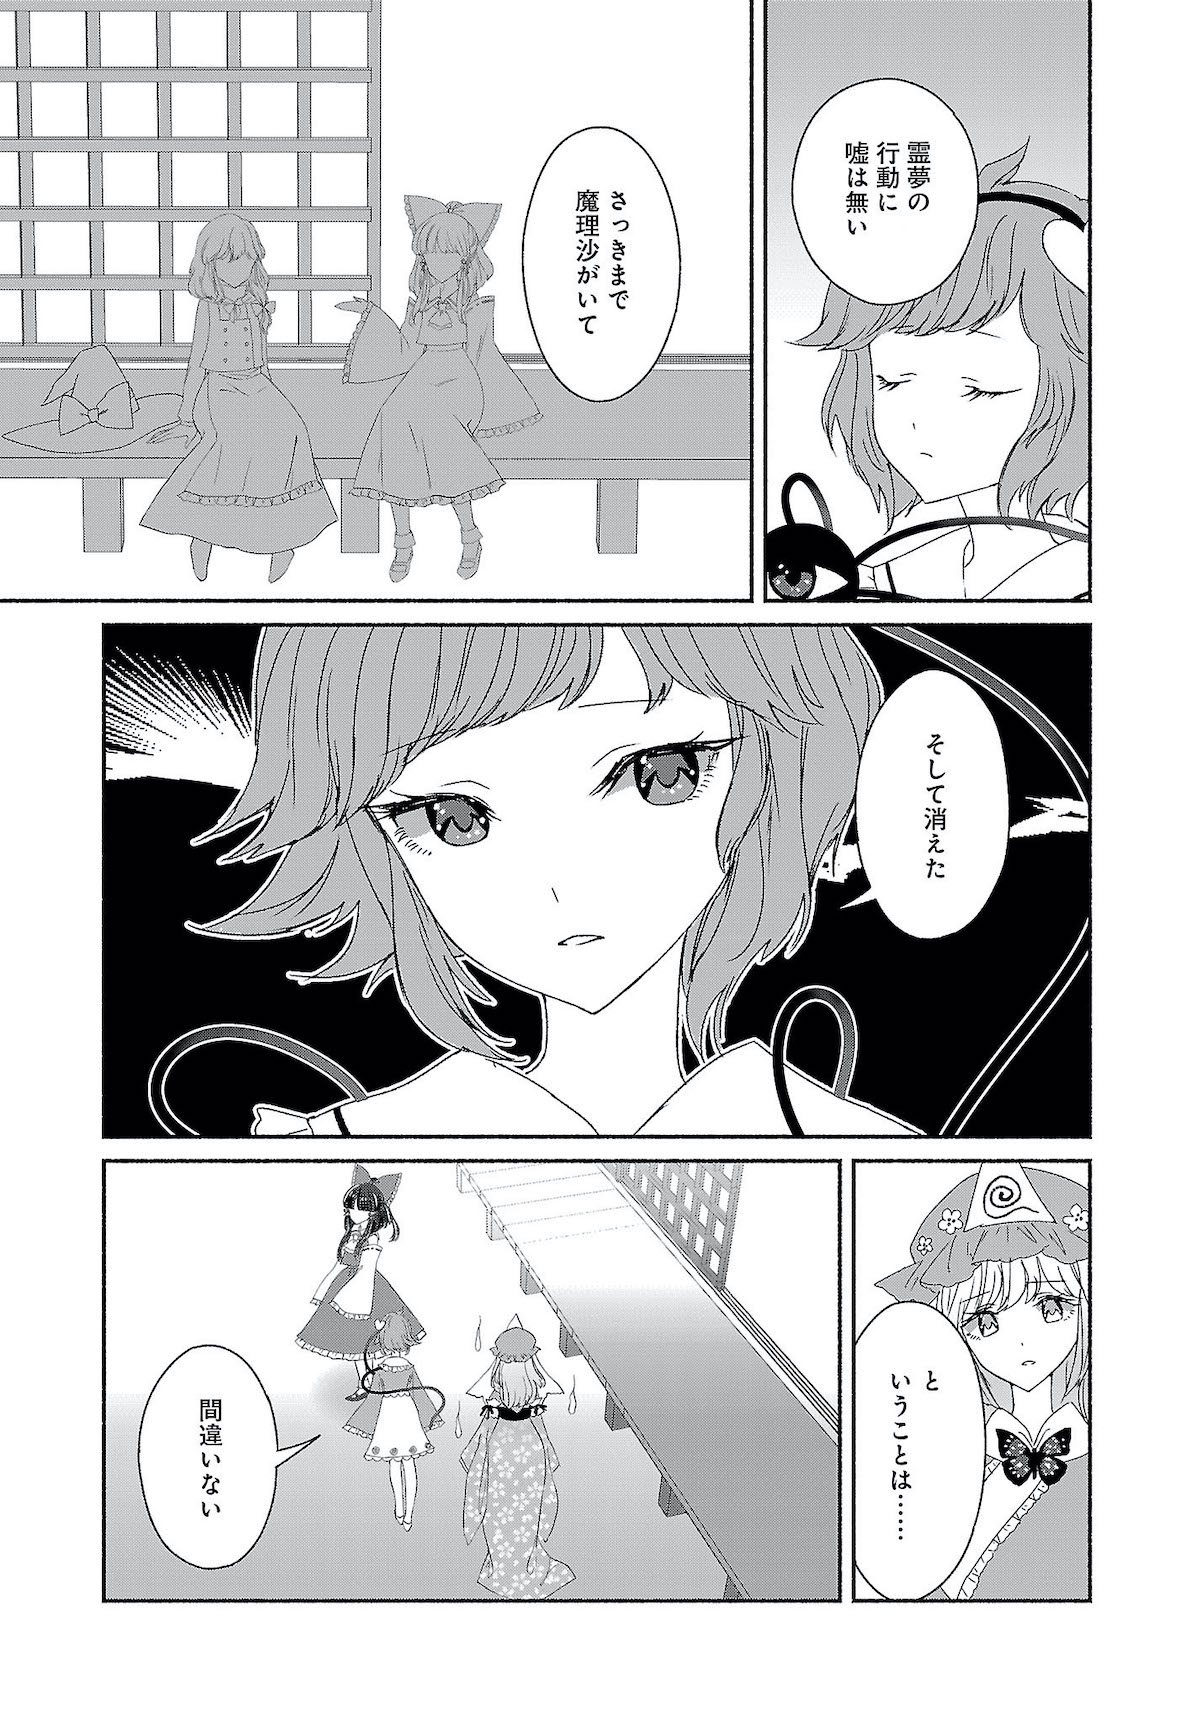 霊夢の
行動に
嘘は無い
さっきまで
魔理沙がいて
そして消えた
と
いうことは……
間違いない